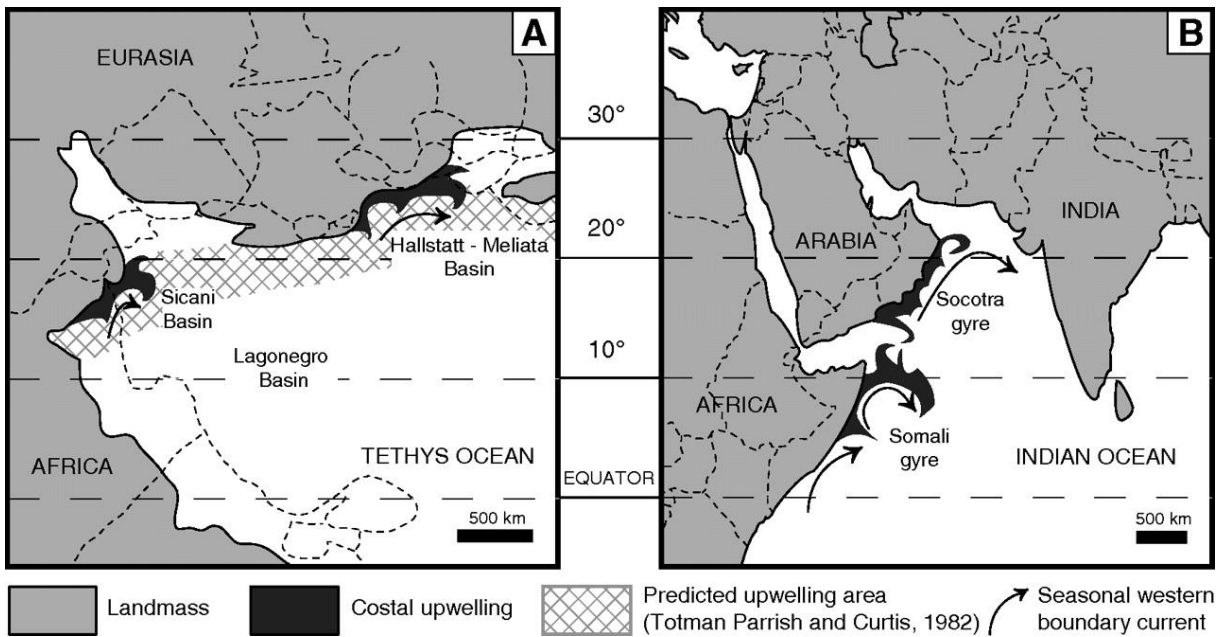 A
EURASIA
Sicani
Basin
Hallstatt - Meliata
Basin
Lagonegro
Basin
AFRICA
TETHYS OCEAN
500 km
30°
20°
10°
EQUATOR
B
ARABIA
INDIA
Socotra
gyre
AFRICA
Somali
gyre
INDIAN OCEAN
500 km
Landmass
Costal upwelling
Predicted upwelling area
(Totman Parrish and Curtis, 1982)
Seasonal western
boundary current